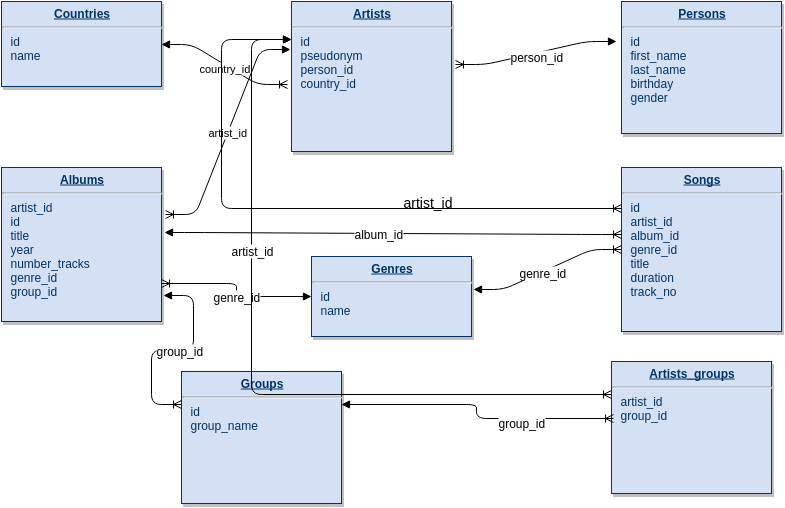 Countries
id
name
Artists
id
pseudonym
person_id
country_id
Persons
id
first_name
last_name
birthday
gender
country_id
person_id
artist_id
Albums
artist_id
id
title
year
number_tracks
genre_id
group_id
Songs
id
artist_id
album_id
genre_id
title
duration
track_no
artist_id
album_id
artist_id
Genres
id
name
genre_id
genre_id
group_id
Groups
id
group_name
Artists_groups
artist_id
group_id
group_id